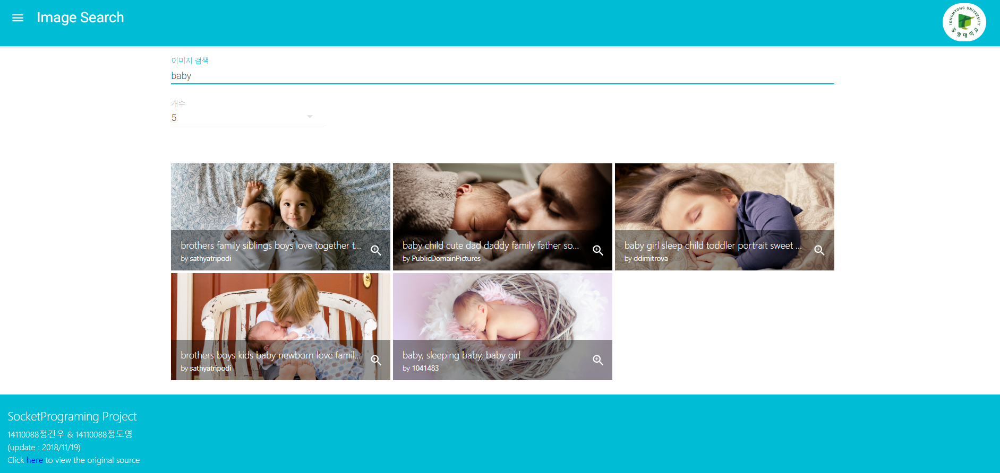 Image Search
TONGMYONG UNIVERSITY
동명대학교
이미지 검색
baby
개수
5
brothers family siblings boys love together t...
by sathyatripodi
baby child cute dad daddy family father so...
by PublicDomainPictures
baby girl sleep child toddler portrait sweet ...
by ddimitrova
brothers boys kids baby newborn love famil...
by sathyatripodi
baby, sleeping baby, baby girl
by 1041483
SocketPrograming Project
14110088정건우 & 14110088정도영
(update : 2018/11/19)
Click here to view the original source